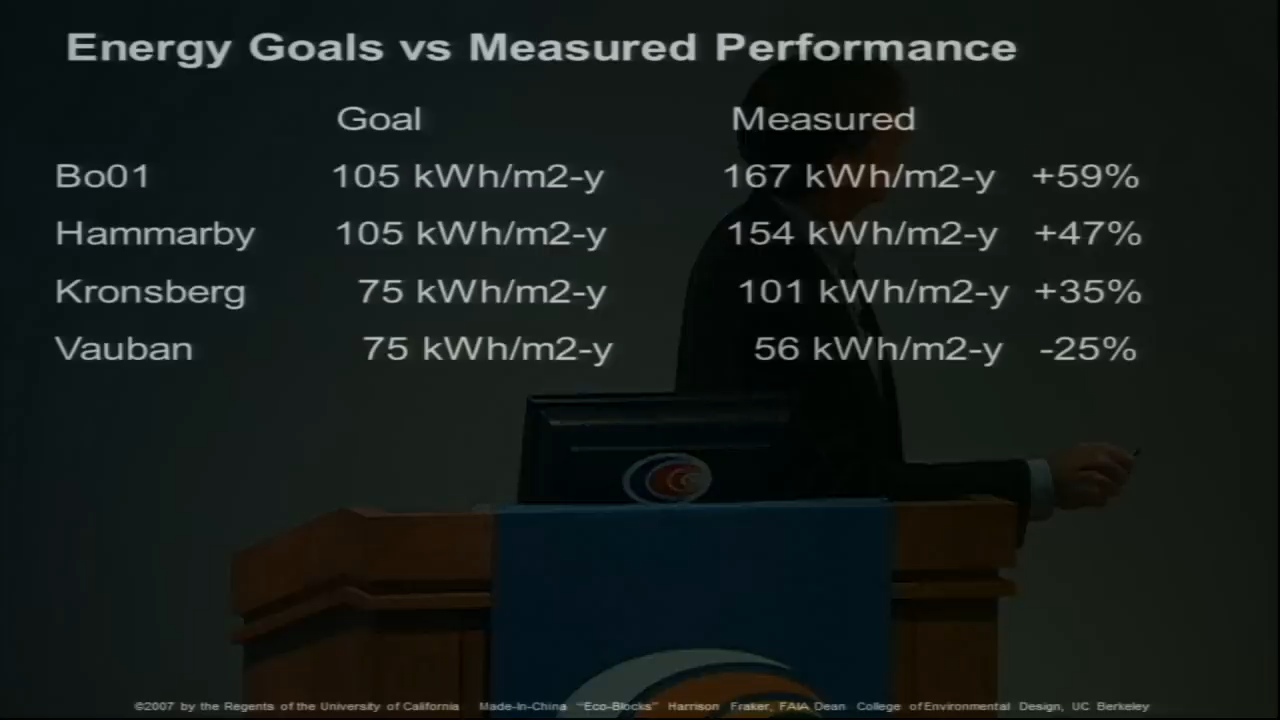 Energy Goals vs Measured Performance
Goal Measured
Bo01 105 kWh/m2-y 167 kWh/m2-y +59%
Hammarby 105 kWh/m2-y 154 kWh/m2-y +47%
Kronsberg 75 kWh/m2-y 101 kWh/m2-y +35%
Vauban 75 kWh/m2-y 56 kWh/m2-y -25%
©2007 by the Regents of the University of California Made-In-China "Eco-Blocks" Harrison Fraker, FAIA Dean College of Environmental Design, UC Berkeley